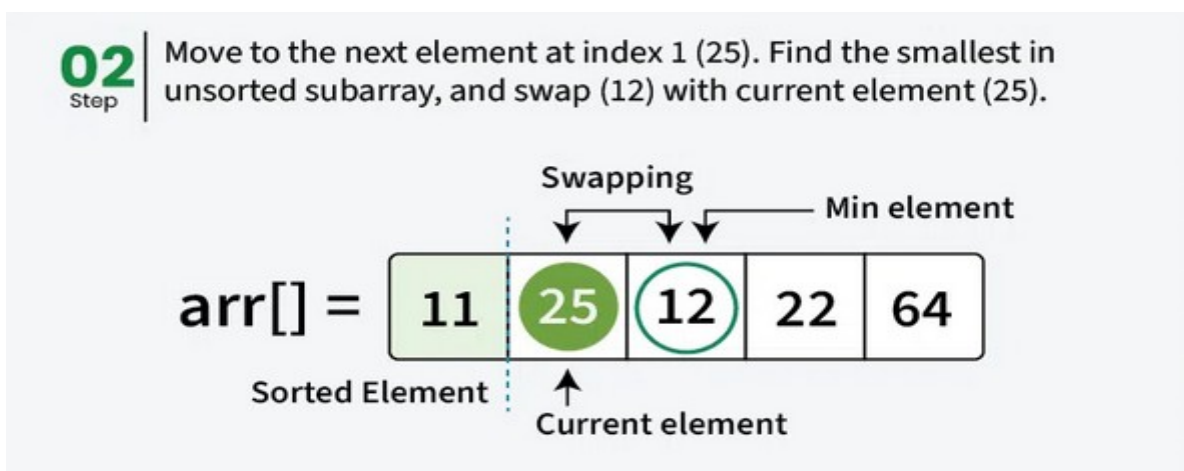 02
Step
Move to the next element at index 1 (25). Find the smallest in
unsorted subarray, and swap (12) with current element (25).
Swapping
Min element
arr[] = 11 25 12 22 64
Sorted Element
Current element